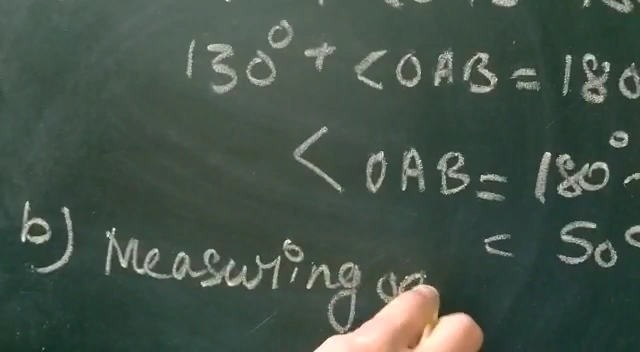 130° + <OAB = 180
< OAB = 180°
= 50°
b) Measuring